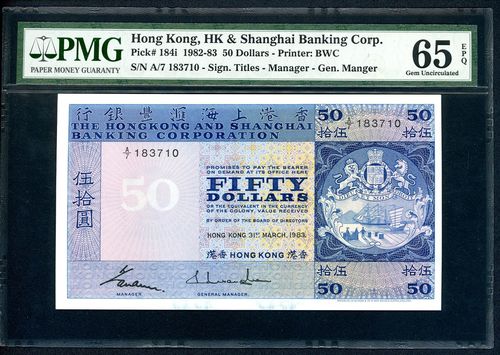 PMG
PAPER MONEY GUARANTY
Hong Kong, HK & Shanghai Banking Corp.
Pick# 184i 1982-83 50 Dollars - Printer: BWC
S/N A/7 183710 - Sign. Titles - Manager - Gen. Manger
65 EPQ
Gem Uncirculated
行銀豐滙海上港香
THE HONGKONG AND SHANGHAI
BANKING CORPORATION
50 50
伍拾 伍拾
A/7 183710
A/7 183710
50
伍拾圓
PROMISES TO PAY THE BEARER
ON DEMAND AT ITS OFFICE HERE
FIFTY
DOLLARS
OR THE EQUIVALENT IN THE CURRENCY
OF THE COLONY, VALUE RECEIVED
BY ORDER OF THE BOARD OF DIRECTORS
HONG KONG 31ST MARCH, 1983.
港香 HONG KONG 港香
伍拾 伍拾
50 50
MANAGER
GENERAL MANAGER